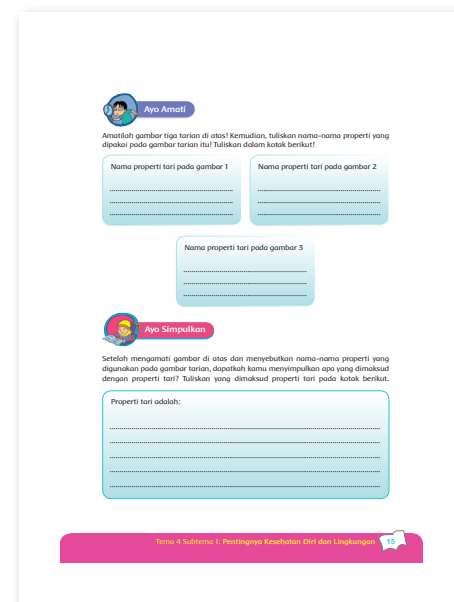 Ayo Amati
Amatilah gambar tiga tarian di atas! Kemudian, tuliskan nama-nama properti yang
dipakai pada gambar tarian itu! Tuliskan dalam kotak berikut!
Nama properti tari pada gambar 1
Nama properti tari pada gambar 2
Nama properti tari pada gambar 3
Ayo Simpulkan
Setelah mengamati gambar di atas dan menyebutkan nama-nama properti yang
digunakan pada gambar tarian, dapatkah kamu menyimpulkan apa yang dimaksud
dengan properti tari? Tuliskan yang dimaksud properti tari pada kotak berikut.
Properti tari adalah:
Tema 4 Subtema 1: Pentingnya Kesehatan Diri dan Lingkungan
15